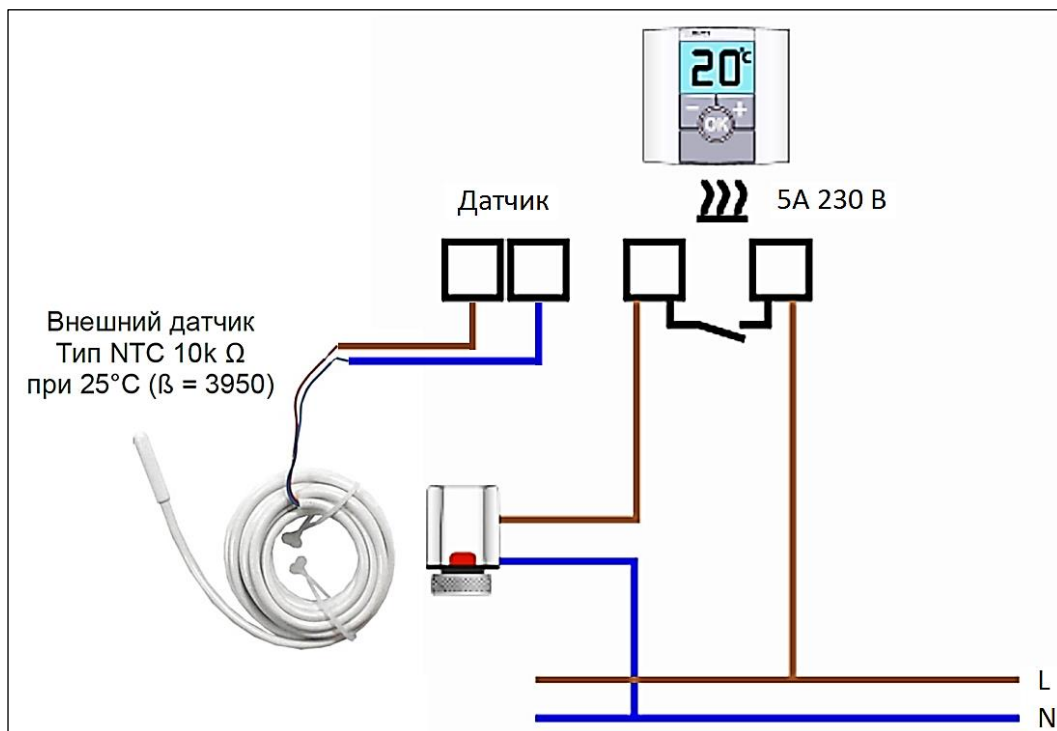 20°C
−
+
OK
5А 230 В
Датчик
Внешний датчик
Тип NTC 10k Ω
при 25°C (ß = 3950)
L
N